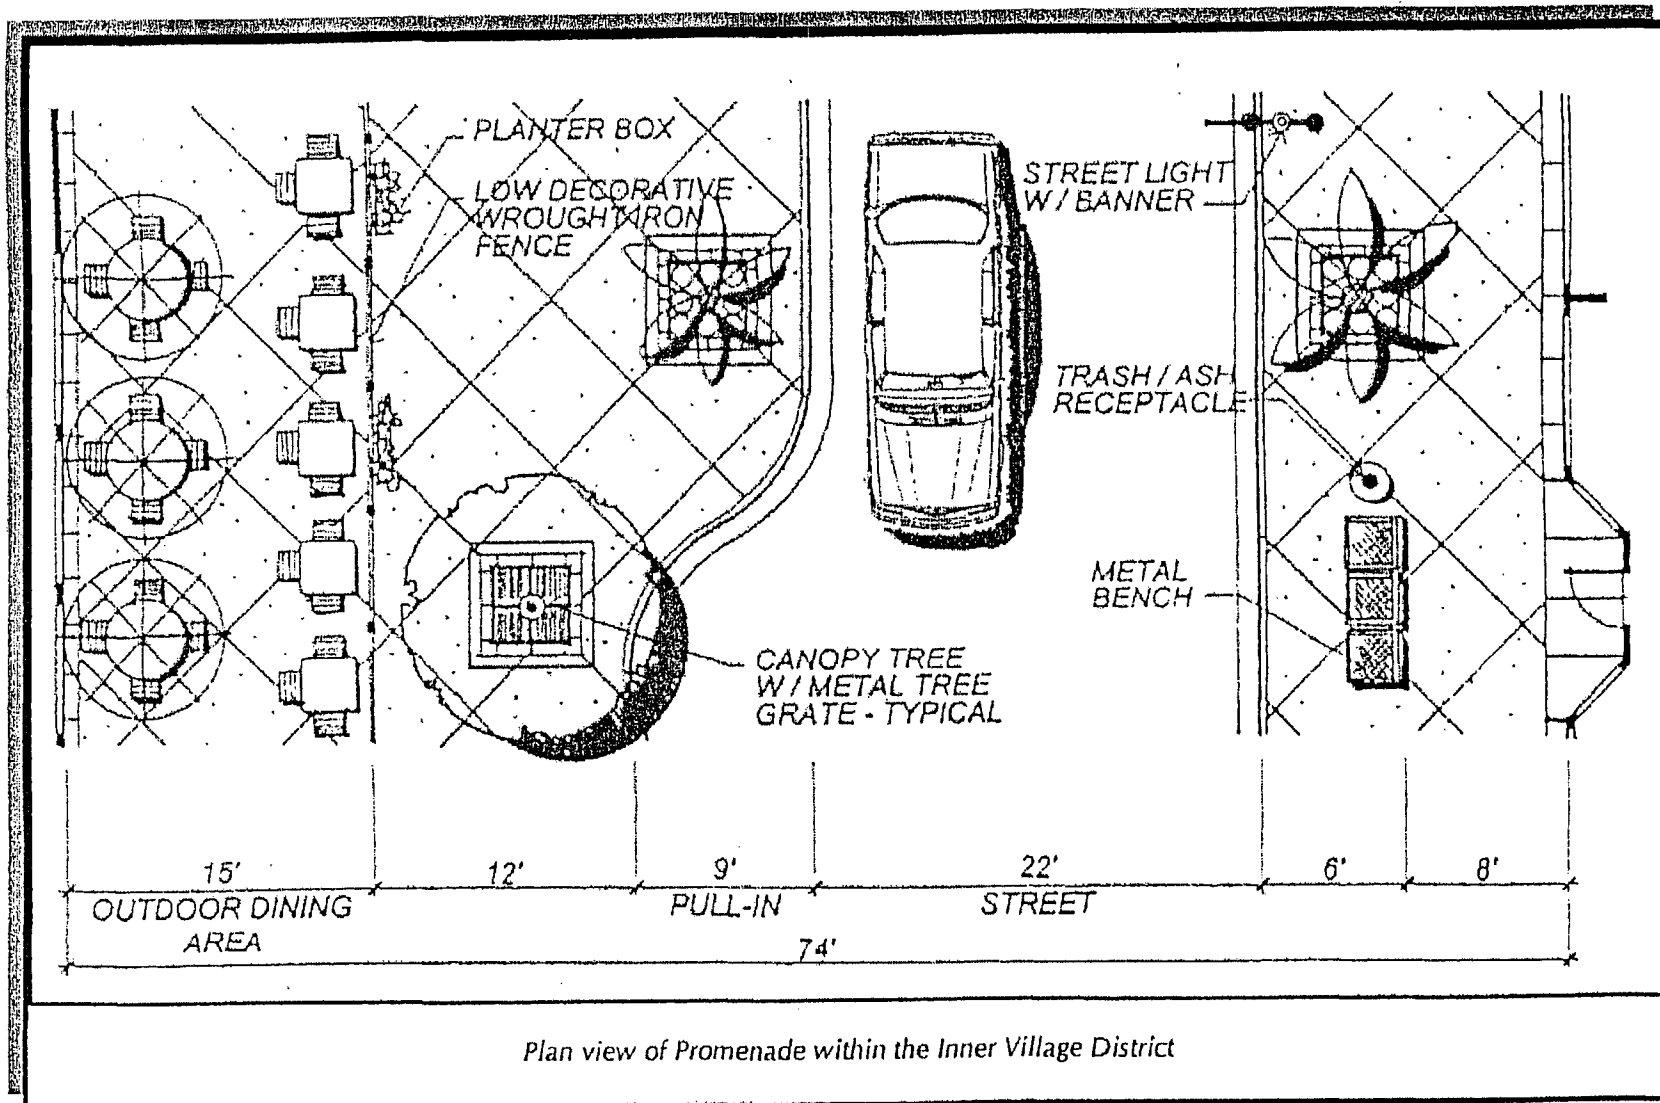 PLANTER BOX
LOW DECORATIVE
WROUGHT IRON
FENCE
STREET LIGHT
W/ BANNER
TRASH / ASH
RECEPTACLE
METAL
BENCH
CANOPY TREE
W/ METAL TREE
GRATE - TYPICAL
15' 12' 9' 22' 6' 8'
OUTDOOR DINING PULL-IN STREET
AREA
74'
Plan view of Promenade within the Inner Village District